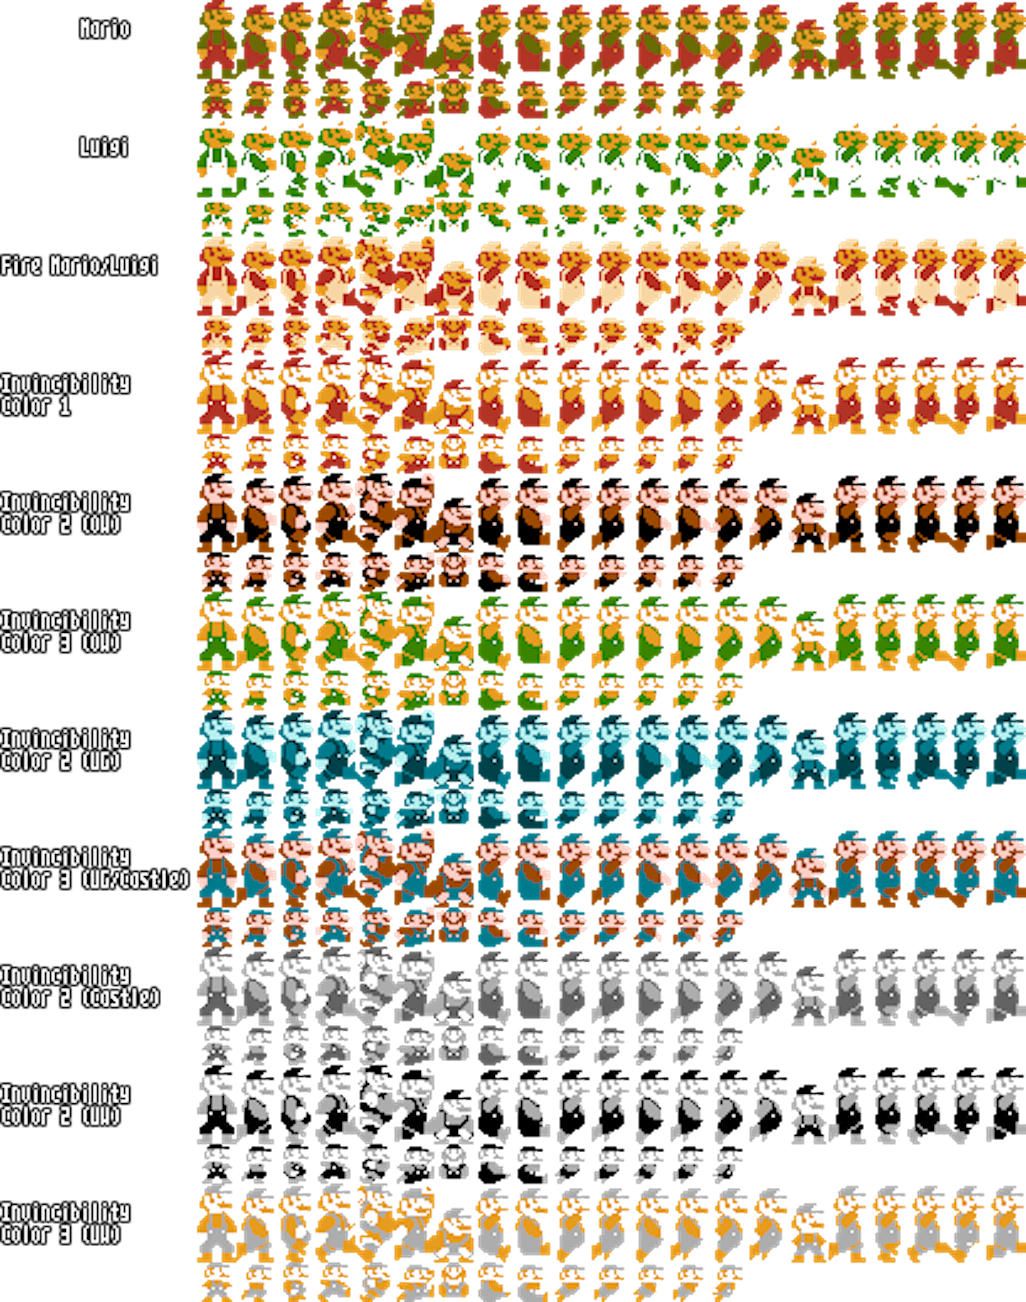 Mario
Luigi
Fire Mario/Luigi
Invincibility
Color 1
Invincibility
Color 2 (OW)
Invincibility
Color 3 (OW)
Invincibility
Color 2 (UG)
Invincibility
Color 3 (UG/Castle)
Invincibility
Color 2 (Castle)
Invincibility
Color 2 (UW)
Invincibility
Color 3 (UW)